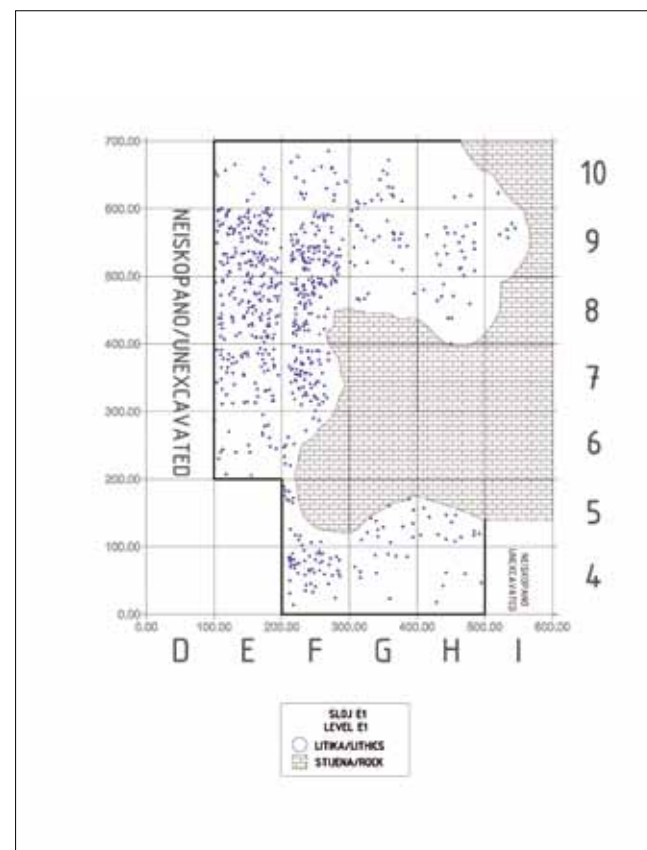 700.00
10
600.00
9
500.00
8
400.00
7
300.00
6
200.00
5
100.00
4
0.00
NEISKOPANO/UNEXCAVATED
NEISKOPANO
UNEXCAVATED
0.00 100.00 200.00 300.00 400.00 500.00 600.00
D E F G H I
SLOJ E1
LEVEL E1
LITIKA/LITHICS
STIJENA/ROCK